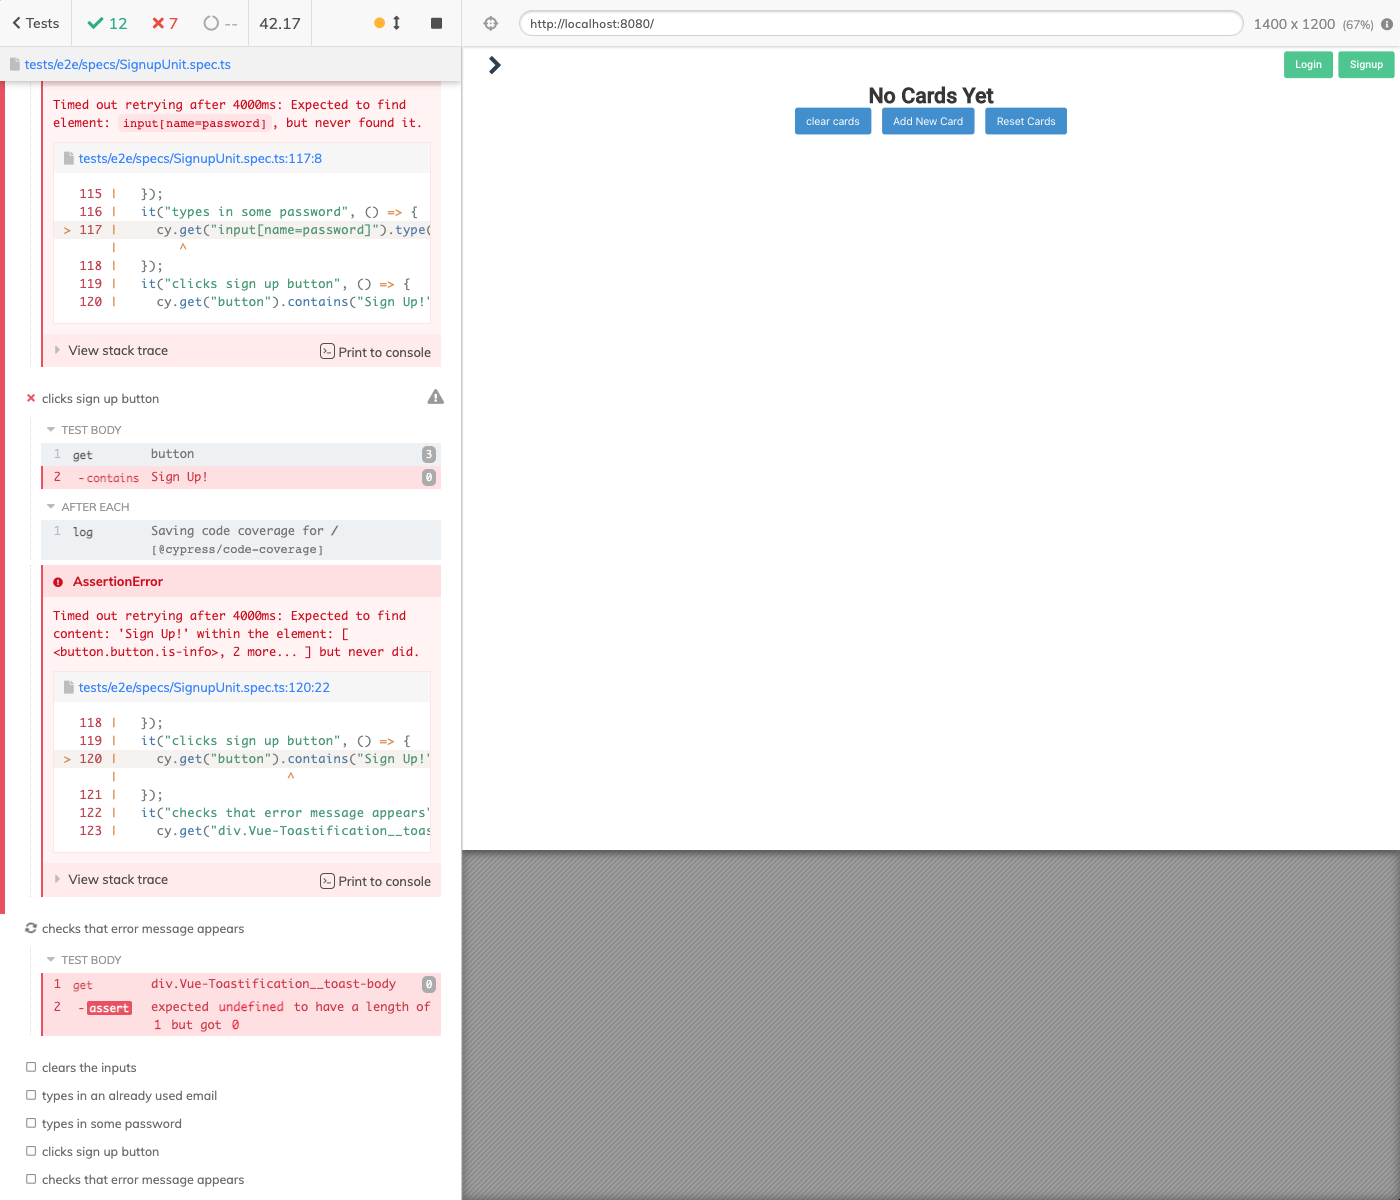 Tests
12
7
--
42.17
http://localhost:8080/
1400 x 1200 (67%)
tests/e2e/specs/SignupUnit.spec.ts
Timed out retrying after 4000ms: Expected to find
element: input[name=password], but never found it.
tests/e2e/specs/SignupUnit.spec.ts:117:8
115 | });
116 | it("types in some password", () => {
> 117 | cy.get("input[name=password]").type(
| ^
118 | });
119 | it("clicks sign up button", () => {
120 | cy.get("button").contains("Sign Up!"
View stack trace
Print to console
clicks sign up button
TEST BODY
1 get button 3
2 -contains Sign Up! 0
AFTER EACH
1 log Saving code coverage for /
[@cypress/code-coverage]
AssertionError
Timed out retrying after 4000ms: Expected to find
content: 'Sign Up!' within the element: [
<button.button.is-info>, 2 more... ] but never did.
tests/e2e/specs/SignupUnit.spec.ts:120:22
118 | });
119 | it("clicks sign up button", () => {
> 120 | cy.get("button").contains("Sign Up!"
| ^
121 | });
122 | it("checks that error message appears"
123 | cy.get("div.Vue-Toastification__toas
View stack trace
Print to console
checks that error message appears
TEST BODY
1 get div.Vue-Toastification__toast-body 0
2 -assert expected undefined to have a length of
1 but got 0
clears the inputs
types in an already used email
types in some password
clicks sign up button
checks that error message appears
Login
Signup
No Cards Yet
clear cards
Add New Card
Reset Cards